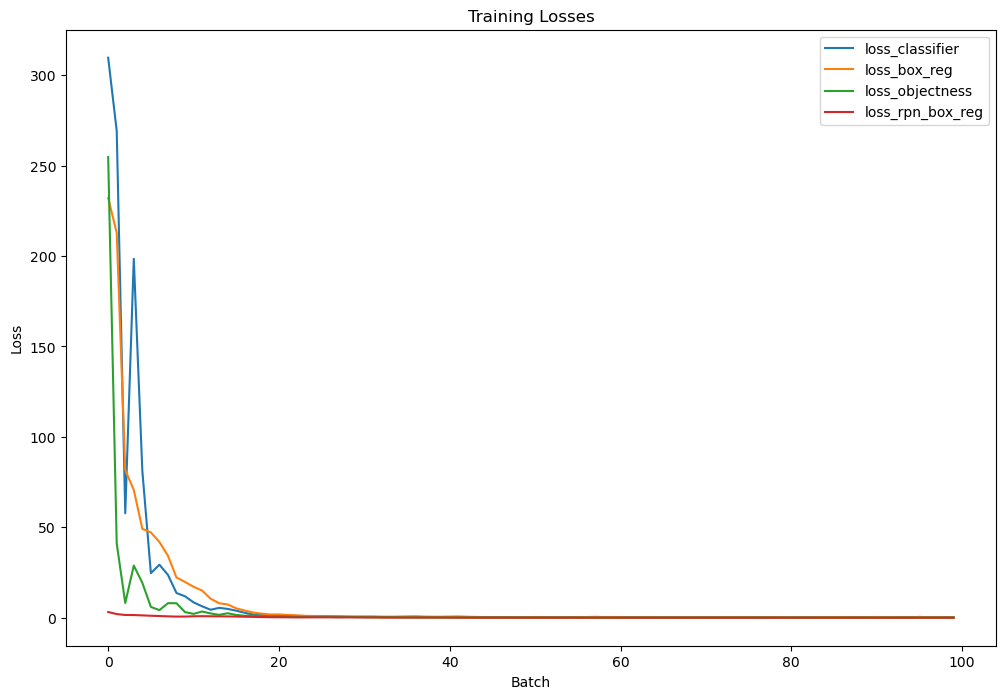 Training Losses
loss_classifier
loss_box_reg
loss_objectness
loss_rpn_box_reg
300
250
200
150
100
50
0
Loss
0 20 40 60 80 100
Batch